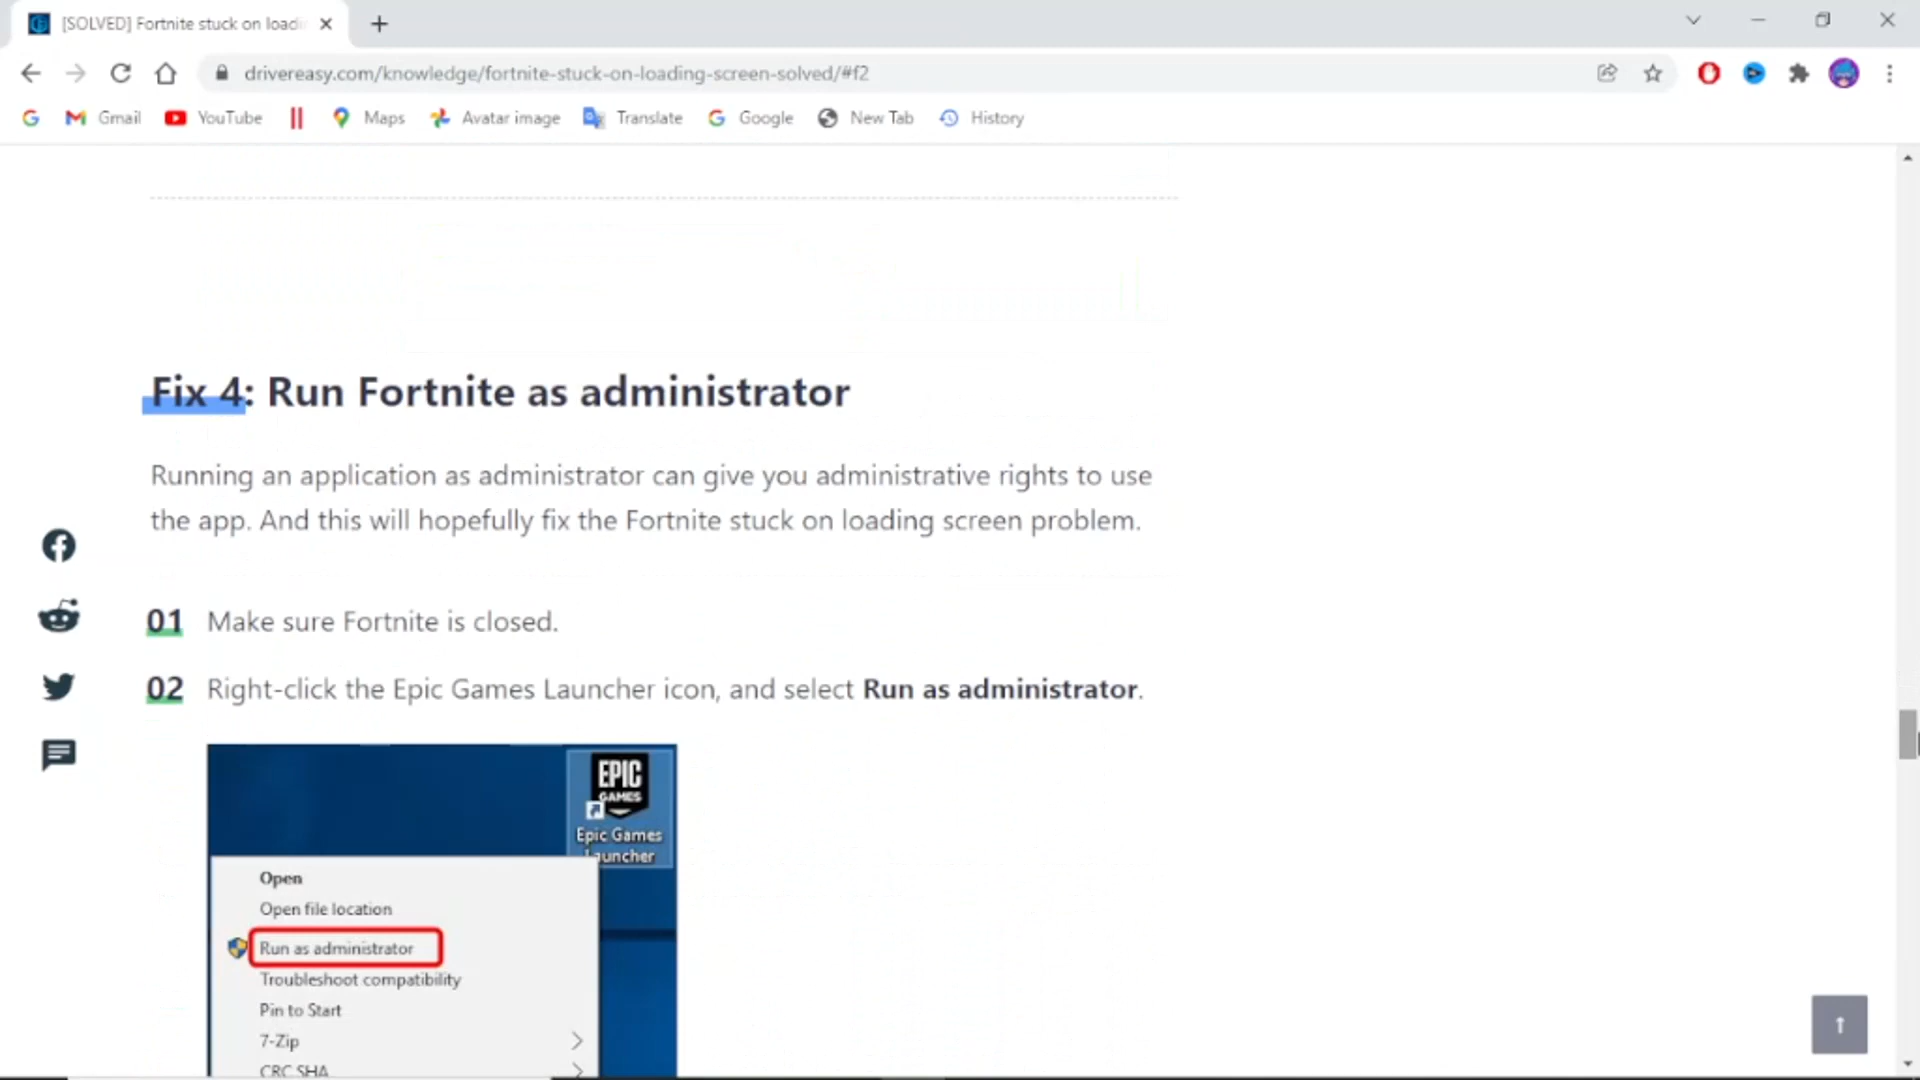 [SOLVED] Fortnite stuck on loadi
drivereasy.com/knowledge/fortnite-stuck-on-loading-screen-solved/#f2
Gmail YouTube Maps Avatar image Translate Google New Tab History
Fix 4: Run Fortnite as administrator
Running an application as administrator can give you administrative rights to use
the app. And this will hopefully fix the Fortnite stuck on loading screen problem.
01 Make sure Fortnite is closed.
02 Right-click the Epic Games Launcher icon, and select Run as administrator.
EPIC
GAMES
Epic Games
Launcher
Open
Open file location
Run as administrator
Troubleshoot compatibility
Pin to Start
7-Zip
CRC SHA